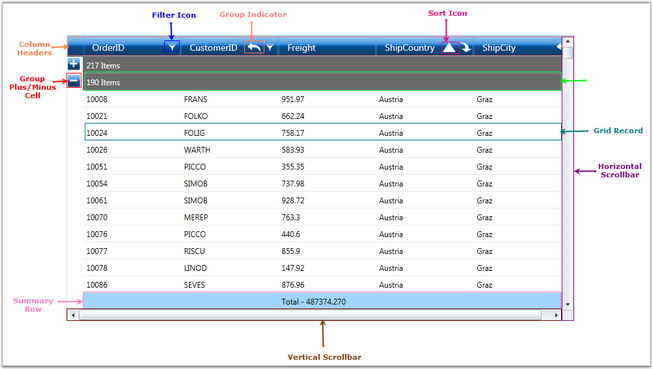 Filter Icon
Group Indicator
Sort Icon
Column
Headers
OrderID
CustomerID
Freight
ShipCountry
ShipCity
217 Items
190 Items
Group
Plus/Minus
Cell
10008 FRANS 951.97 Austria Graz
10021 FOLKO 662.24 Austria Graz
10024 FOLIG 758.17 Austria Graz
Grid Record
10026 WARTH 583.93 Austria Graz
10051 PICCO 355.35 Austria Graz
Horizontal
Scrollbar
10054 SIMOB 737.98 Austria Graz
10061 SIMOB 928.72 Austria Graz
10070 MEREP 763.3 Austria Graz
10076 PICCO 440.6 Austria Graz
10077 RISCU 855.9 Austria Graz
10078 LINOD 147.92 Austria Graz
10086 SEVES 876.96 Austria Graz
Summary
Row
Total - 487374.270
Vertical Scrollbar